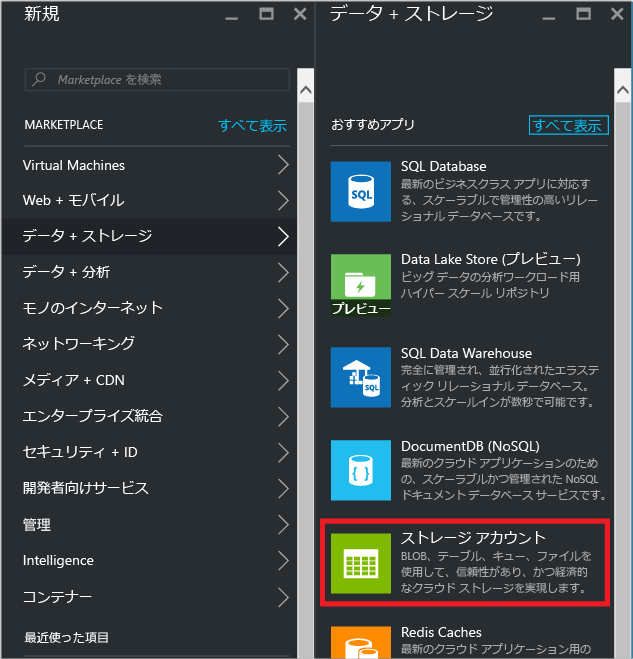 新規
Marketplace を検索
MARKETPLACE
すべて表示
Virtual Machines
Web + モバイル
データ + ストレージ
データ + 分析
モノのインターネット
ネットワーキング
メディア + CDN
エンタープライズ統合
セキュリティ + ID
開発者向けサービス
管理
Intelligence
コンテナー
最近使った項目
データ + ストレージ
おすすめアプリ
すべて表示
SQL Database
最新のビジネスクラス アプリに対応す
る、スケーラブルで管理性の高いリレー
ショナル データベースです。
SQL
Data Lake Store (プレビュー)
ビッグ データの分析ワークロード用
ハイパー スケール リポジトリ
プレビュー
SQL Data Warehouse
完全に管理され、並行化されたエラステ
ィック リレーショナル データベース。
分析とスケールインが数秒で可能です。
SQL
DocumentDB (NoSQL)
最新のクラウド アプリケーションのため
の、スケーラブルかつ管理された NoSQL
ドキュメント データベース サービスです。
ストレージ アカウント
BLOB、テーブル、キュー、ファイルを
使用して、信頼性があり、かつ経済的
なクラウド ストレージを実現します。
Redis Caches
最新のクラウド アプリケーション用の